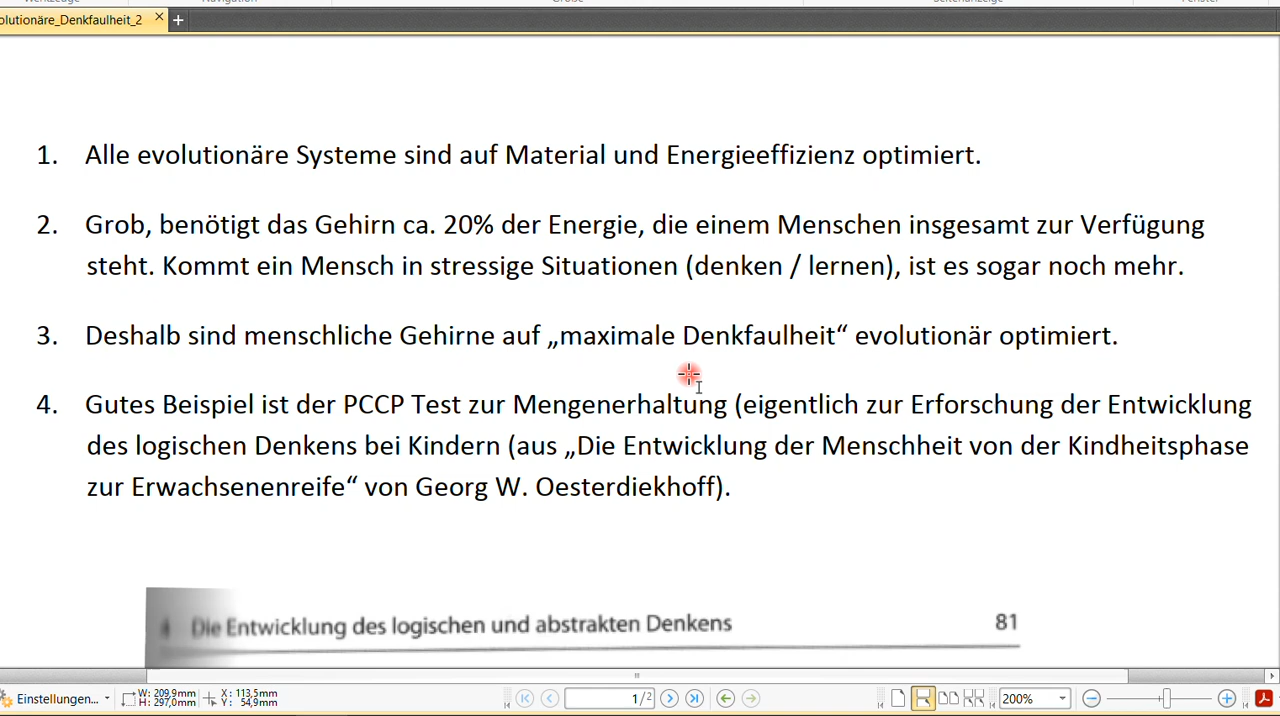 olutionäre_Denkfaulheit_2
1. Alle evolutionäre Systeme sind auf Material und Energieeffizienz optimiert.
2. Grob, benötigt das Gehirn ca. 20% der Energie, die einem Menschen insgesamt zur Verfügung
steht. Kommt ein Mensch in stressige Situationen (denken / lernen), ist es sogar noch mehr.
3. Deshalb sind menschliche Gehirne auf „maximale Denkfaulheit“ evolutionär optimiert.
4. Gutes Beispiel ist der PCCP Test zur Mengenerhaltung (eigentlich zur Erforschung der Entwicklung
des logischen Denkens bei Kindern (aus „Die Entwicklung der Menschheit von der Kindheitsphase
zur Erwachsenenreife“ von Georg W. Oesterdiekhoff).
Die Entwicklung des logischen und abstrakten Denkens 81
Einstellungen... W: 209,9mm X: 113,5mm 1/2 200%
H: 297,0mm Y: 54,9mm